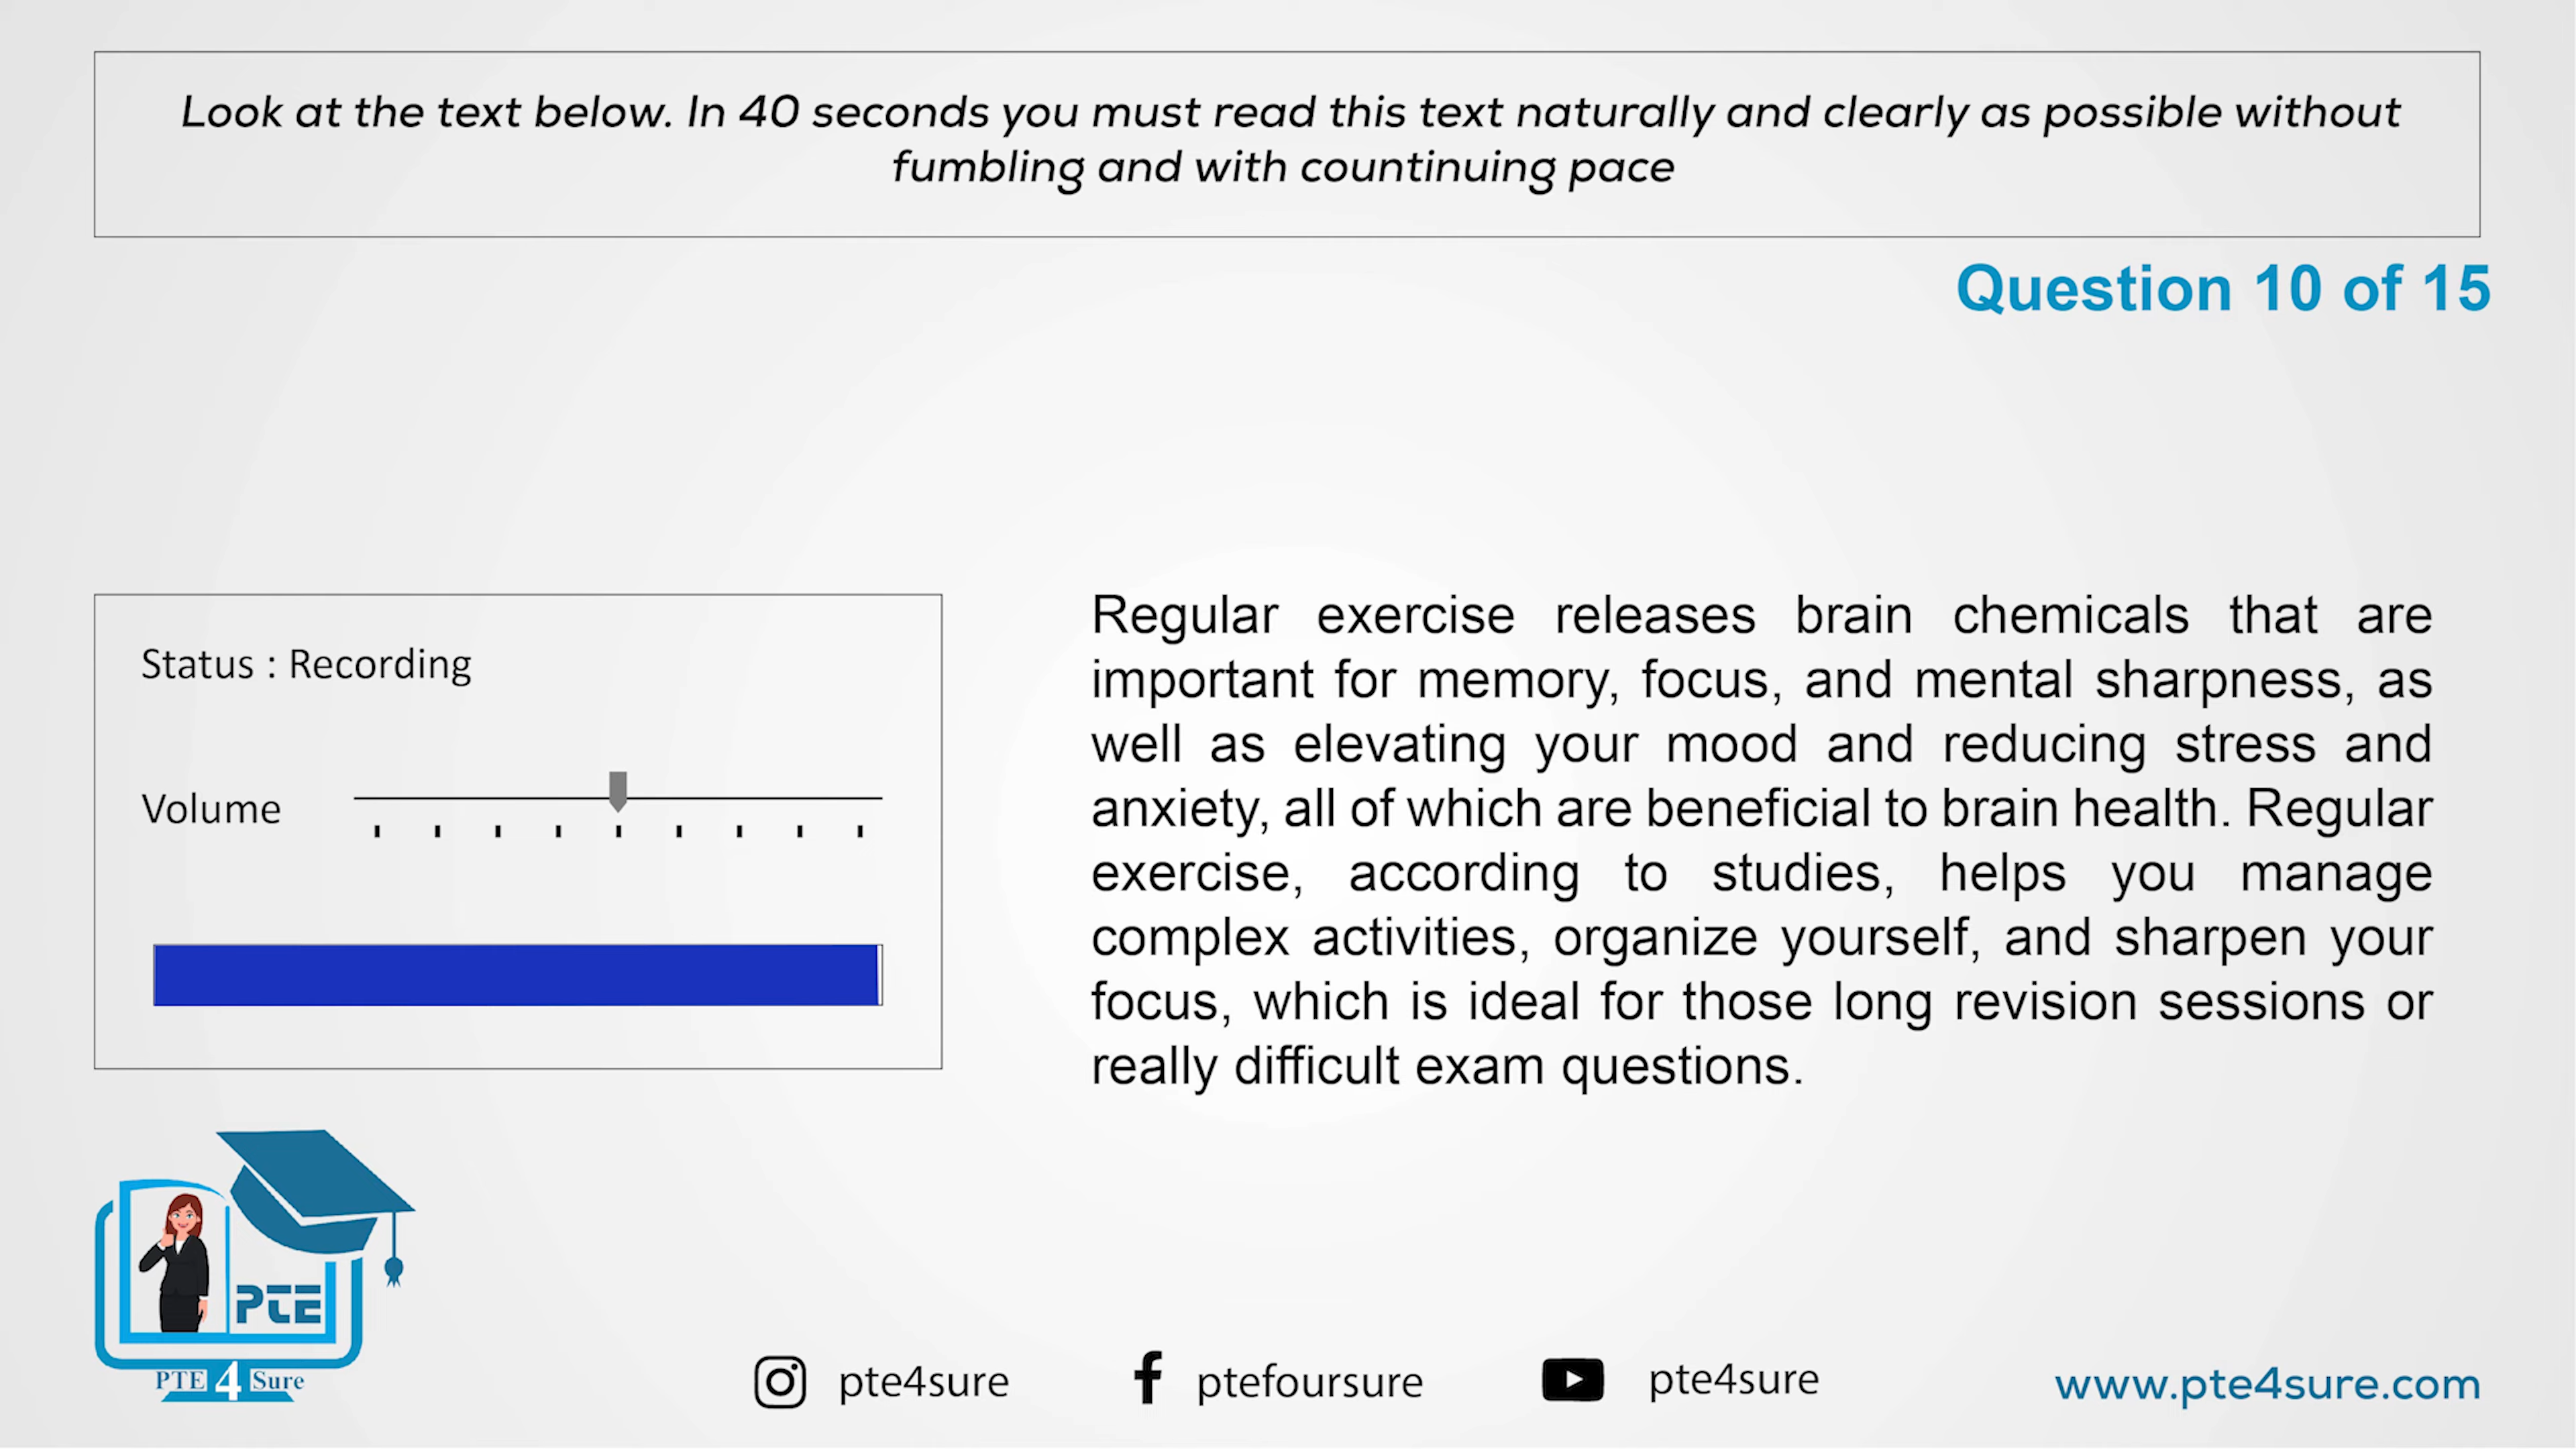 Look at the text below. In 40 seconds you must read this text naturally and clearly as possible without
fumbling and with countinuing pace
Question 10 of 15
Status : Recording
Volume
Regular exercise releases brain chemicals that are
important for memory, focus, and mental sharpness, as
well as elevating your mood and reducing stress and
anxiety, all of which are beneficial to brain health. Regular
exercise, according to studies, helps you manage
complex activities, organize yourself, and sharpen your
focus, which is ideal for those long revision sessions or
really difficult exam questions.
PTE
PTE 4 Sure
pte4sure
ptefoursure
pte4sure
www.pte4sure.com